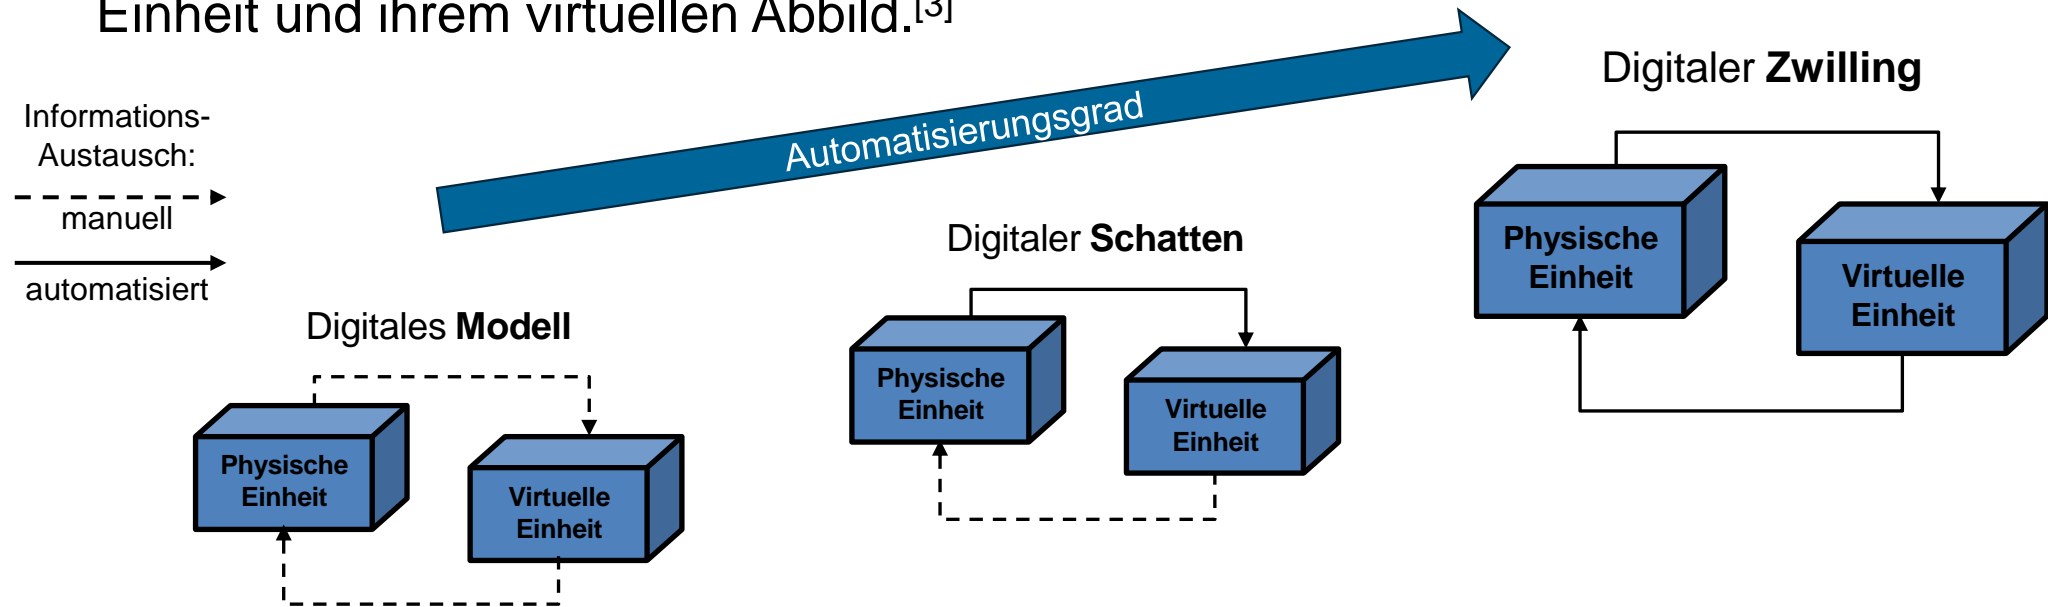 Einheit und ihrem virtuellen Abbild.[3]
Informations-
Austausch:
manuell
automatisiert
Automatisierungsgrad
Digitales Modell
Physische
Einheit
Virtuelle
Einheit
Digitaler Schatten
Physische
Einheit
Virtuelle
Einheit
Digitaler Zwilling
Physische
Einheit
Virtuelle
Einheit